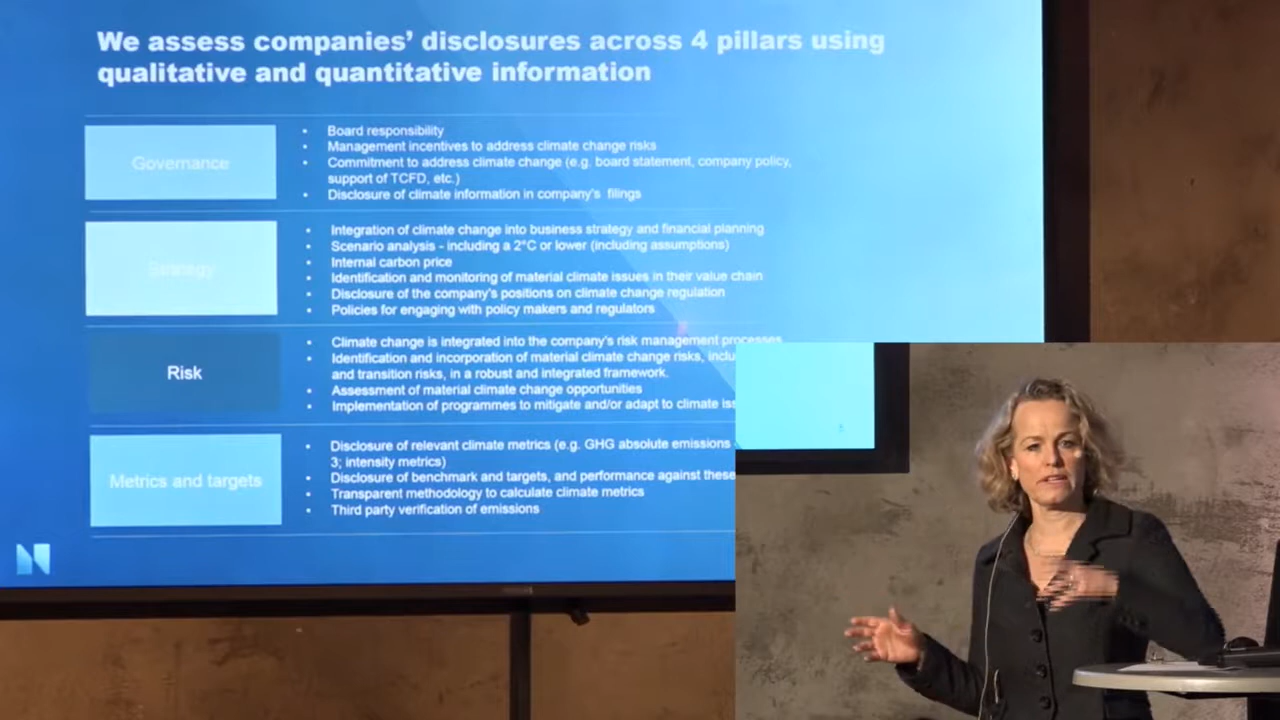 We assess companies’ disclosures across 4 pillars using
qualitative and quantitative information
Governance
• Board responsibility
• Management incentives to address climate change risks
• Commitment to address climate change (e.g. board statement, company policy,
support of TCFD, etc.)
• Disclosure of climate information in company's filings
Strategy
• Integration of climate change into business strategy and financial planning
• Scenario analysis - including a 2°C or lower (including assumptions)
• Internal carbon price
• Identification and monitoring of material climate issues in their value chain
• Disclosure of the company's positions on climate change regulation
• Policies for engaging with policy makers and regulators
Risk
• Climate change is integrated into the company's risk management processes
• Identification and incorporation of material climate change risks,
and transition risks, in a robust and integrated framework.
• Assessment of material climate change opportunities
• Implementation of programmes to mitigate and/or adapt to climate
Metrics and targets
• Disclosure of relevant climate metrics (e.g. GHG absolute emissions
3; intensity metrics)
• Disclosure of benchmark and targets, and performance against these
• Transparent methodology to calculate climate metrics
• Third party verification of emissions
N